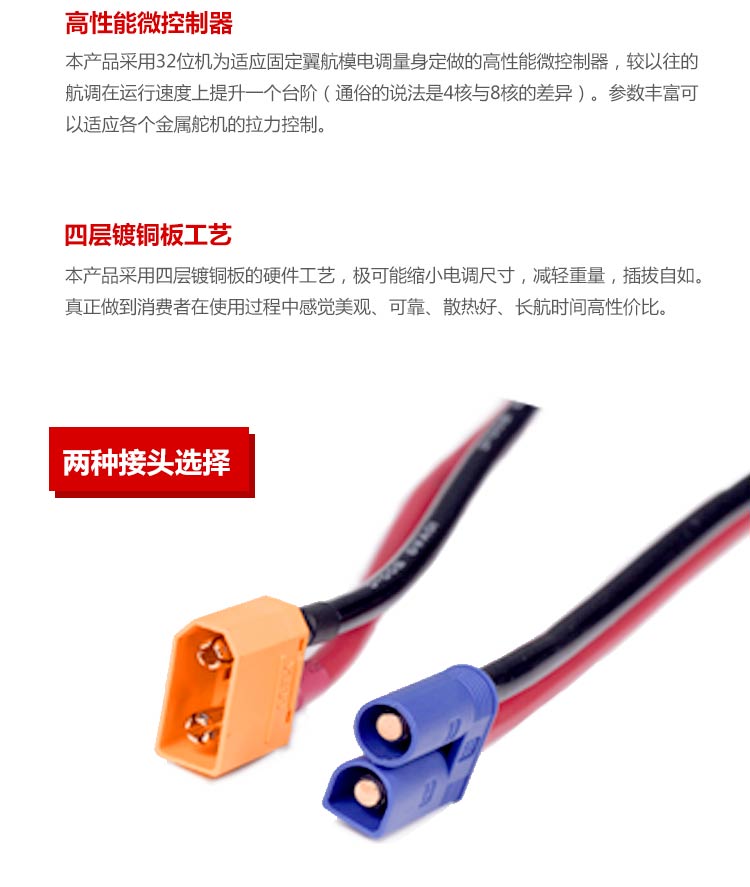 高性能微控制器
本产品采用32位机为适应固定翼航模电调量身定做的高性能微控制器，较以往的
航调在运行速度上提升一个台阶（通俗的说法是4核与8核的差异）。参数丰富可
以适应各个金属舵机的拉力控制。
四层镀铜板工艺
本产品采用四层镀铜板的硬件工艺，极可能缩小电调尺寸，减轻重量，插拔自如。
真正做到消费者在使用过程中感觉美观、可靠、散热好、长航时间高性价比。
两种接头选择